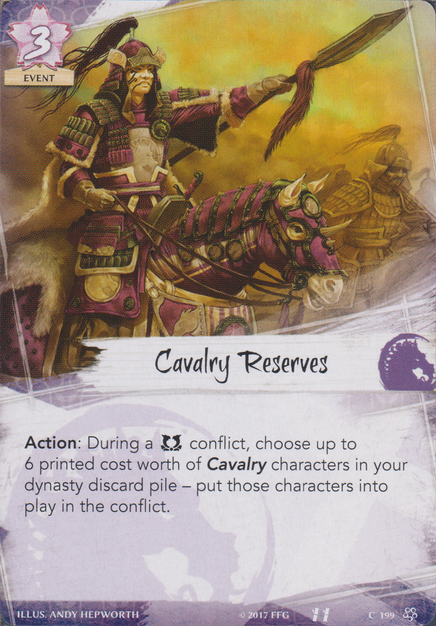 3
EVENT
Cavalry Reserves
Action: During a conflict, choose up to
6 printed cost worth of Cavalry characters in your
dynasty discard pile – put those characters into
play in the conflict.
ILLUS. ANDY HEPWORTH © 2017 FFG C 199